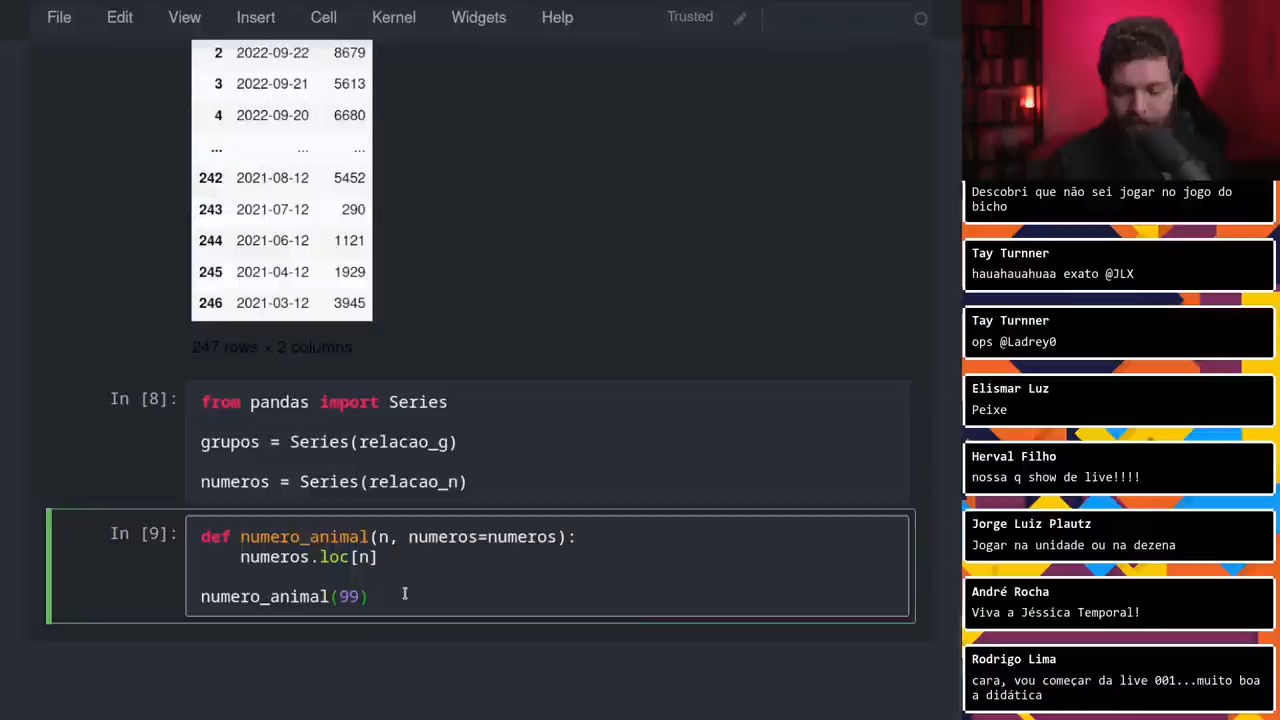 File Edit View Insert Cell Kernel Widgets Help Trusted
2 2022-09-22 8679
3 2022-09-21 5613
4 2022-09-20 6680
... ... ...
242 2021-08-12 5452
243 2021-07-12 290
244 2021-06-12 1121
245 2021-04-12 1929
246 2021-03-12 3945
247 rows × 2 columns
In [8]: from pandas import Series
grupos = Series(relacao_g)
numeros = Series(relacao_n)
In [9]: def numero_animal(n, numeros=numeros):
numeros.loc[n]
numero_animal(99)
Descobri que não sei jogar no jogo do
bicho
Tay Turnner
hauahauahuaa exato @JLX
Tay Turnner
ops @Ladrey0
Elismar Luz
Peixe
Herval Filho
nossa q show de live!!!!
Jorge Luiz Plautz
Jogar na unidade ou na dezena
André Rocha
Viva a Jéssica Temporal!
Rodrigo Lima
cara, vou começar da live 001...muito boa
a didática